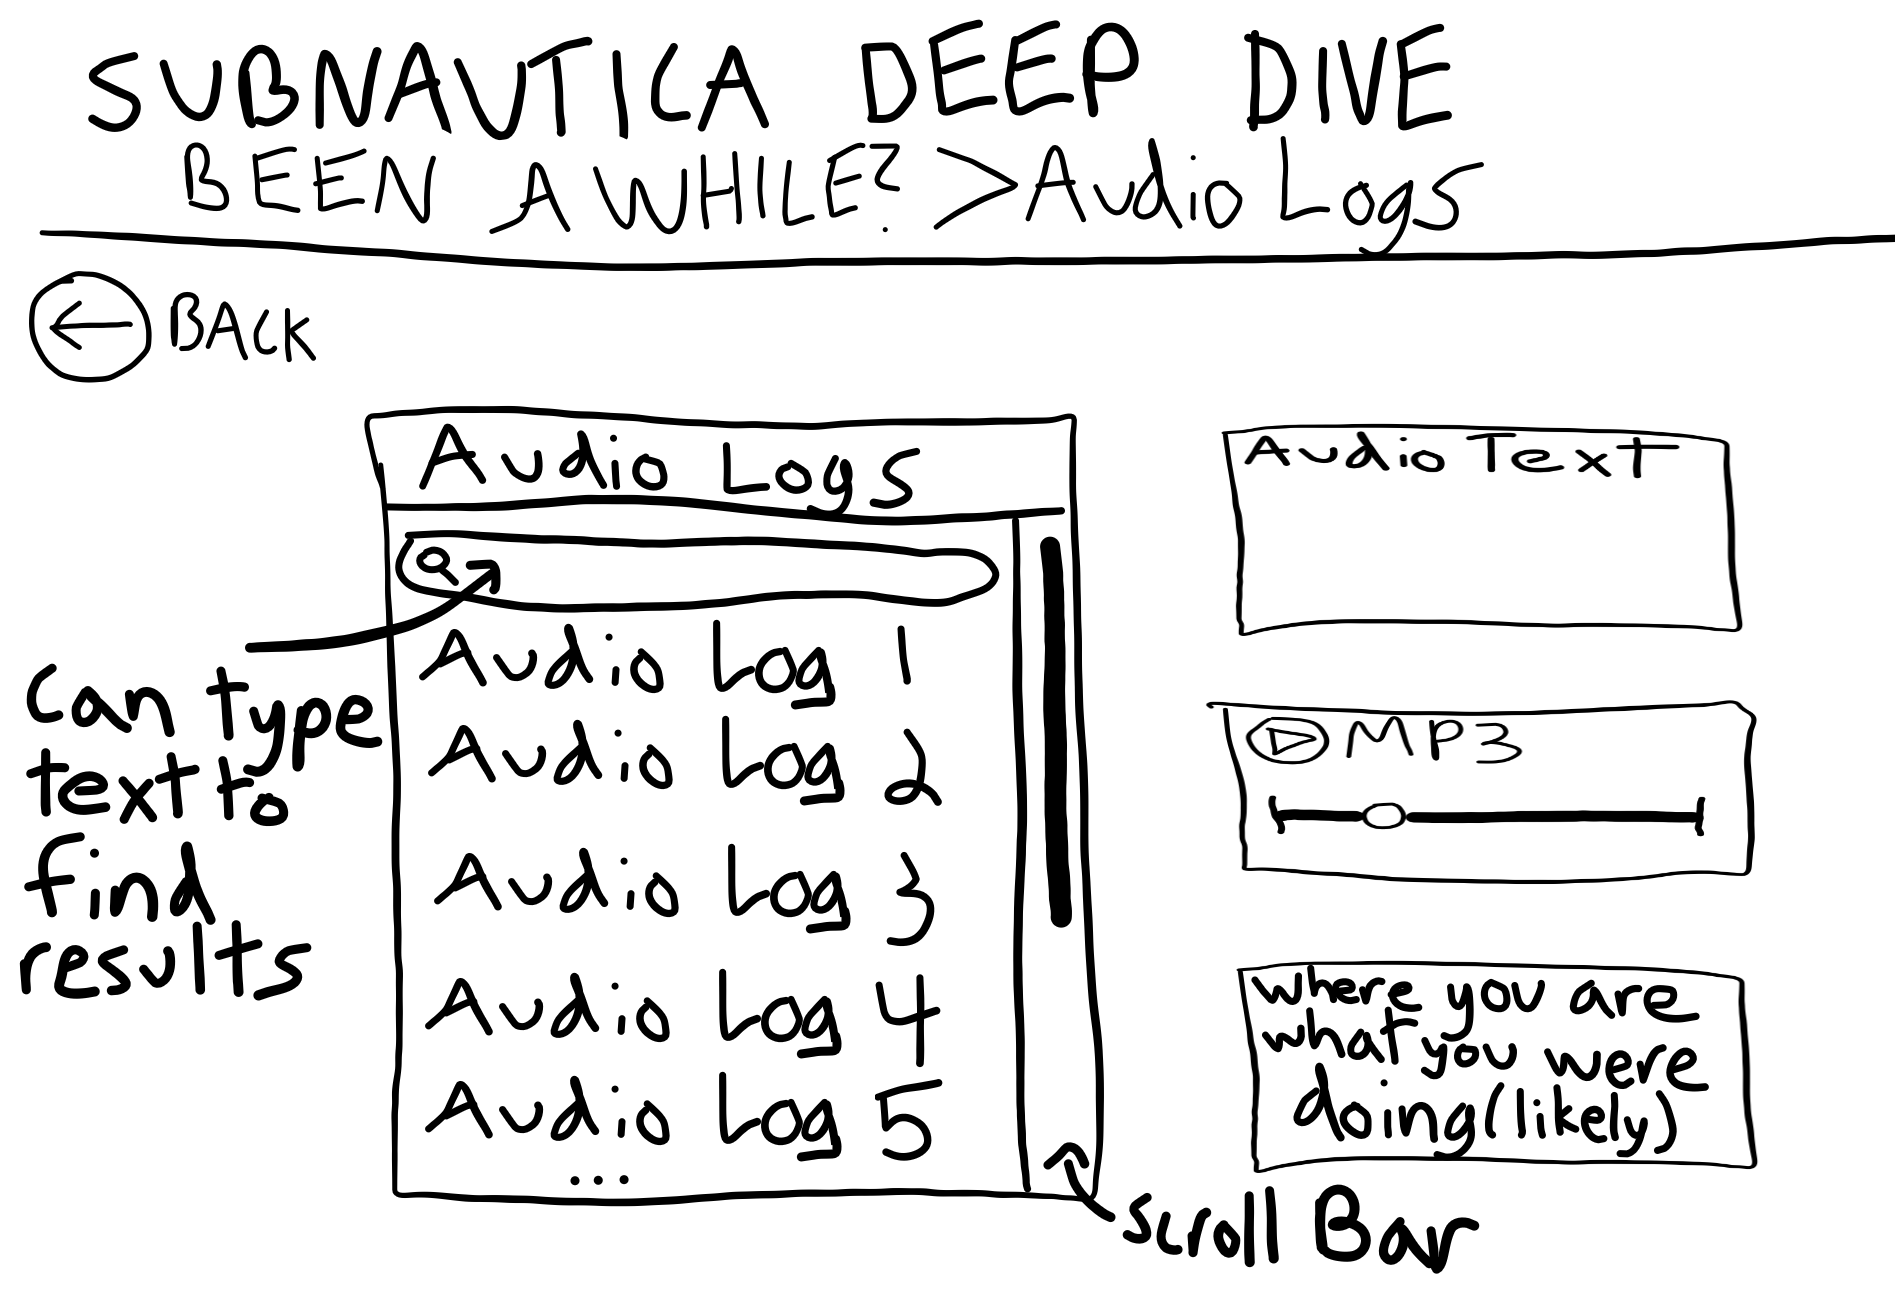 SUBNAUTICA DEEP DIVE
BEEN A WHILE? > Audio Logs
BACK
Audio Logs
Audio Log 1
Audio Log 2
Audio Log 3
Audio Log 4
Audio Log 5
...
Can type
text to
find
results
Scroll Bar
Audio Text
MP3
where you are
what you were
doing (likely)